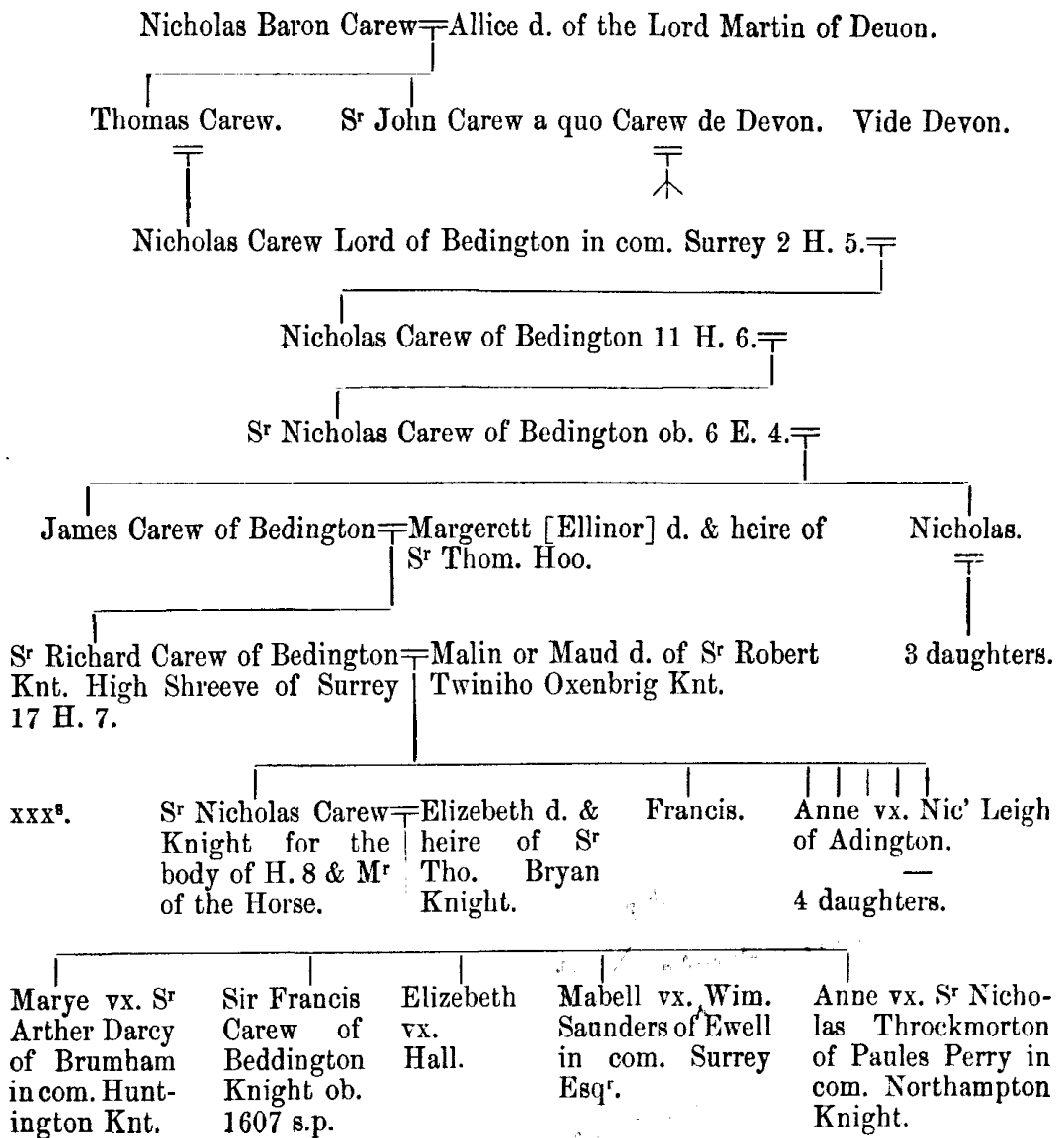 Nicholas Baron Carew Allice d. of the Lord Martin of Deuon.
Thomas Carew.
Sʳ John Carew a quo Carew de Devon. Vide Devon.
Nicholas Carew Lord of Bedington in com. Surrey 2 H. 5.
Nicholas Carew of Bedington 11 H. 6.
Sʳ Nicholas Carew of Bedington ob. 6 E. 4.
James Carew of Bedington
Margerett [Ellinor] d. & heire of
Sʳ Thom. Hoo.
Nicholas.
Sʳ Richard Carew of Bedington
Knt. High Shreeve of Surrey
17 H. 7.
Malin or Maud d. of Sʳ Robert
Twiniho Oxenbrig Knt.
3 daughters.
xxxˢ.
Sʳ Nicholas Carew
Knight for the
body of H. 8 & Mʳ
of the Horse.
Elizebeth d. &
heire of Sʳ
Tho. Bryan
Knight.
Francis.
Anne vx. Nic' Leigh
of Adington.
—
4 daughters.
Marye vx. Sʳ
Arther Darcy
of Brumham
in com. Hunt-
ington Knt.
Sir Francis
Carew of
Beddington
Knight ob.
1607 s.p.
Elizebeth
vx.
Hall.
Mabell vx. Wim.
Saunders of Ewell
in com. Surrey
Esqʳ.
Anne vx. Sʳ Nicho-
las Throckmorton
of Paules Perry in
com. Northampton
Knight.